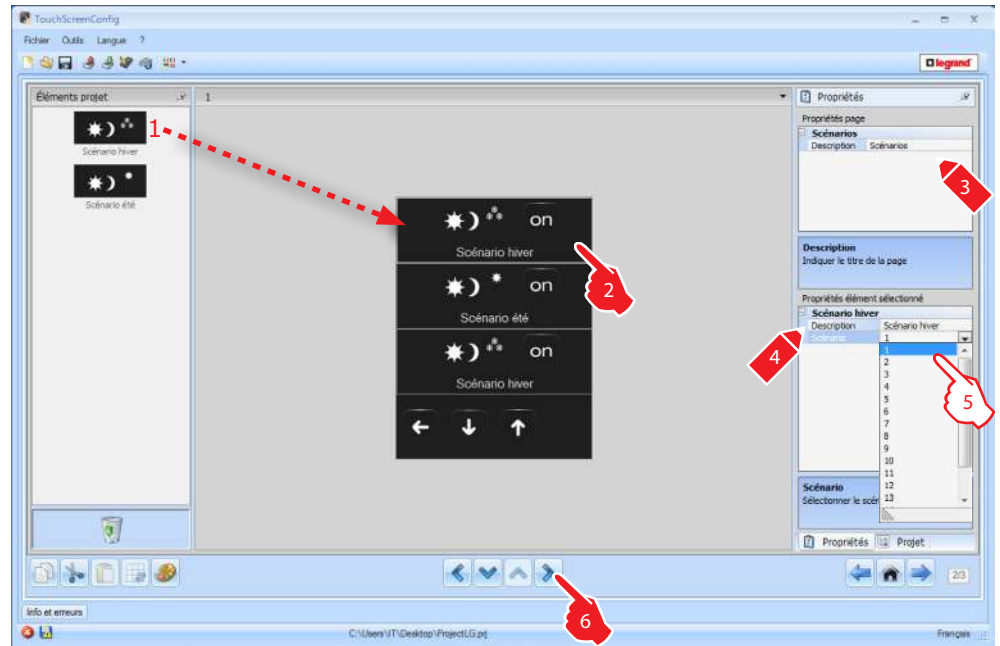 TouchScreenConfig
Fichier Outils Langue ?
legrand
Éléments projet
1
Scénario hiver
Scénario été
1
on
Scénario hiver
2
on
Scénario été
on
Scénario hiver
Propriétés
Propriétés page
Scénarios
Description Scénarios
3
Description
Indiquer le titre de la page
Propriétés élément sélectionné
Scénario hiver
Description Scénario hiver
Scénario 1
4
1
2
3
4
5
6
7
8
9
10
11
12
13
5
Scénario
Sélectionner le scén
Propriétés Projet
2/3
6
Info et erreurs
C:\Users\IT\Desktop\ProjectLG.prj
Français